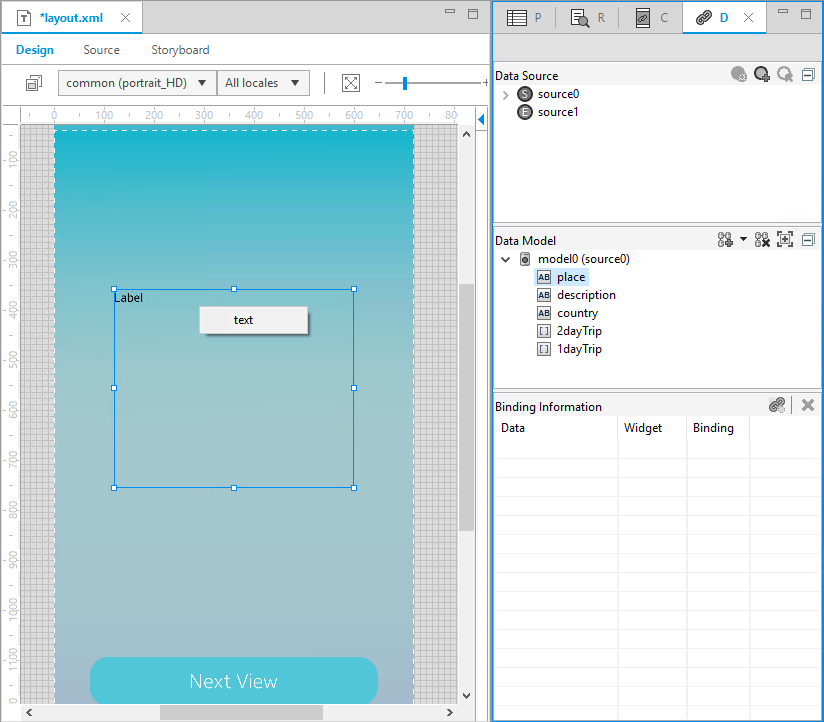 T *layout.xml
Design Source Storyboard
common (portrait_HD) All locales
0 100 200 300 400 500 600 700 80
100
200
300
400
500
600
700
800
900
1000
1100
0
Label
text
Next View
P R C D
Data Source
S source0
E source1
Data Model
model0 (source0)
AB place
AB description
AB country
[ ] 2dayTrip
[ ] 1dayTrip
Binding Information
Data Widget Binding